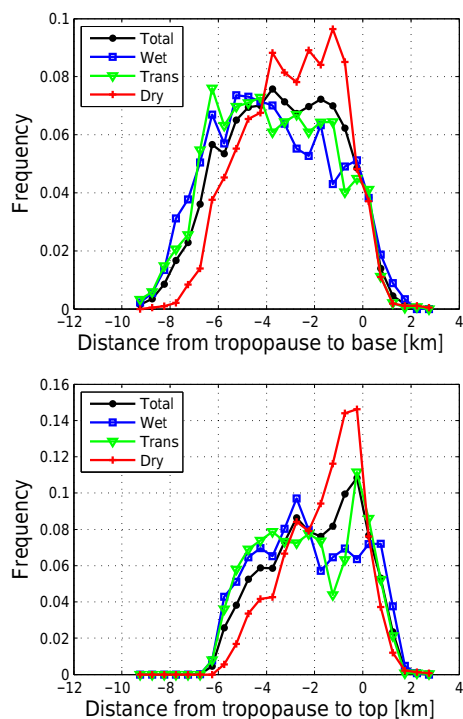 0.1
0.08
0.06
0.04
0.02
0
Frequency
Total
Wet
Trans
Dry
−12 −10 −8 −6 −4 −2 0 2 4
Distance from tropopause to base [km]
0.16
0.14
0.12
0.1
0.08
0.06
0.04
0.02
0
Frequency
Total
Wet
Trans
Dry
−12 −10 −8 −6 −4 −2 0 2 4
Distance from tropopause to top [km]